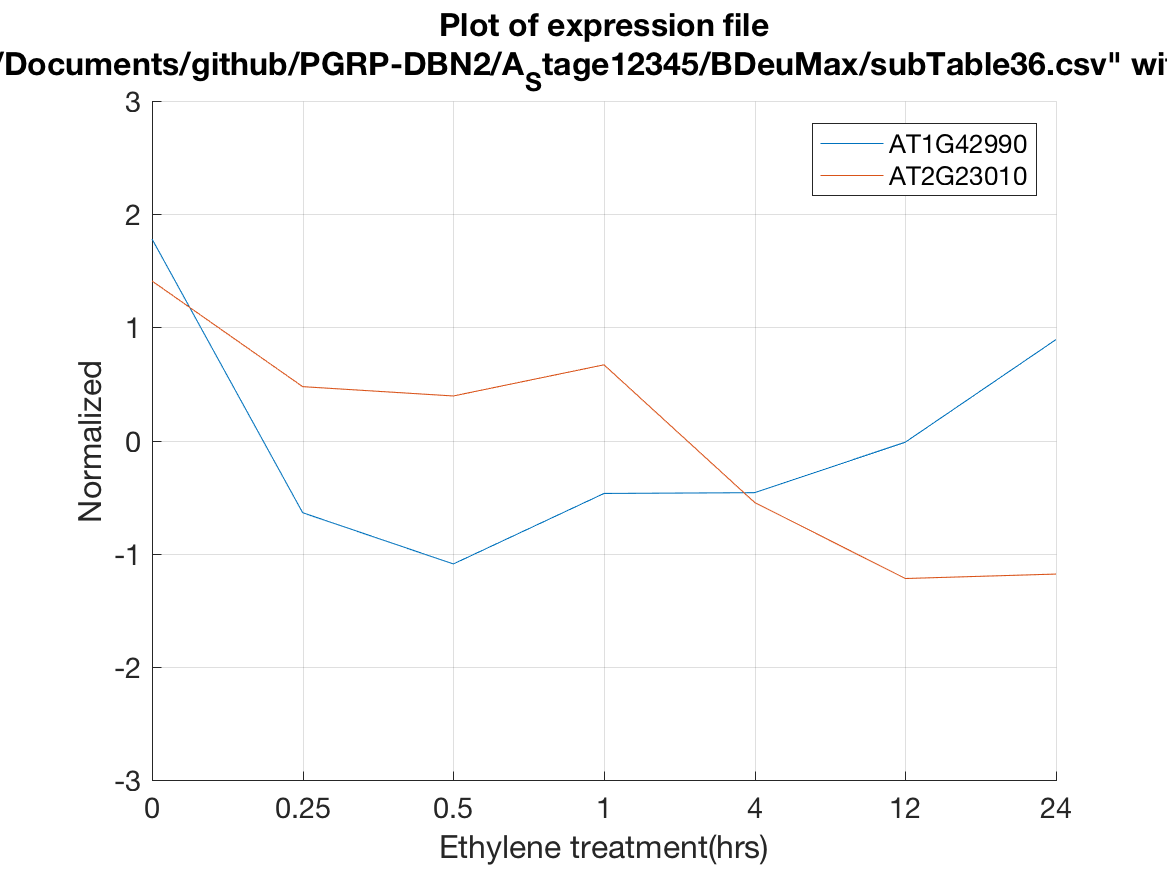 Plot of expression file
/Documents/github/PGRP-DBN2/AStage12345/BDeuMax/subTable36.csv" wit
3
2
1
0
-1
-2
-3
Normalized
AT1G42990
AT2G23010
0 0.25 0.5 1 4 12 24
Ethylene treatment(hrs)